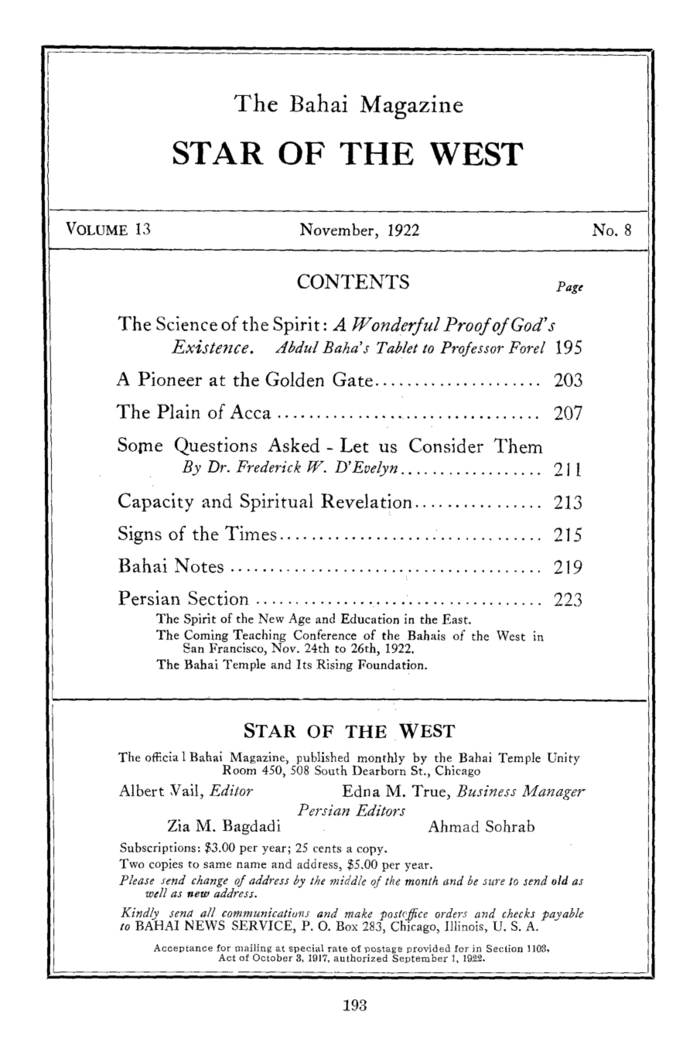 The Bahai Magazine
STAR OF THE WEST
VOLUME 13 November, 1922 No. 8
CONTENTS Page
The Science of the Spirit: A Wonderful Proof of God's
Existence. Abdul Baha's Tablet to Professor Forel 195
A Pioneer at the Golden Gate...................... 203
The Plain of Acca ................................. 207
Some Questions Asked - Let us Consider Them
By Dr. Frederick W. D'Evelyn.................. 211
Capacity and Spiritual Revelation................ 213
Signs of the Times................................. 215
Bahai Notes ....................................... 219
Persian Section .................................... 223
The Spirit of the New Age and Education in the East.
The Coming Teaching Conference of the Bahais of the West in
San Francisco, Nov. 24th to 26th, 1922.
The Bahai Temple and Its Rising Foundation.
STAR OF THE WEST
The official Bahai Magazine, published monthly by the Bahai Temple Unity
Room 450, 508 South Dearborn St., Chicago
Albert Vail, Editor Edna M. True, Business Manager
Persian Editors
Zia M. Bagdadi Ahmad Sohrab
Subscriptions: $3.00 per year; 25 cents a copy.
Two copies to same name and address, $5.00 per year.
Please send change of address by the middle of the month and be sure to send old as
well as new address.
Kindly send all communications and make postoffice orders and checks payable
to BAHAI NEWS SERVICE, P. O. Box 283, Chicago, Illinois, U. S. A.
Acceptance for mailing at special rate of postage provided for in Section 1103,
Act of October 3, 1917, authorized September 1, 1922.
193